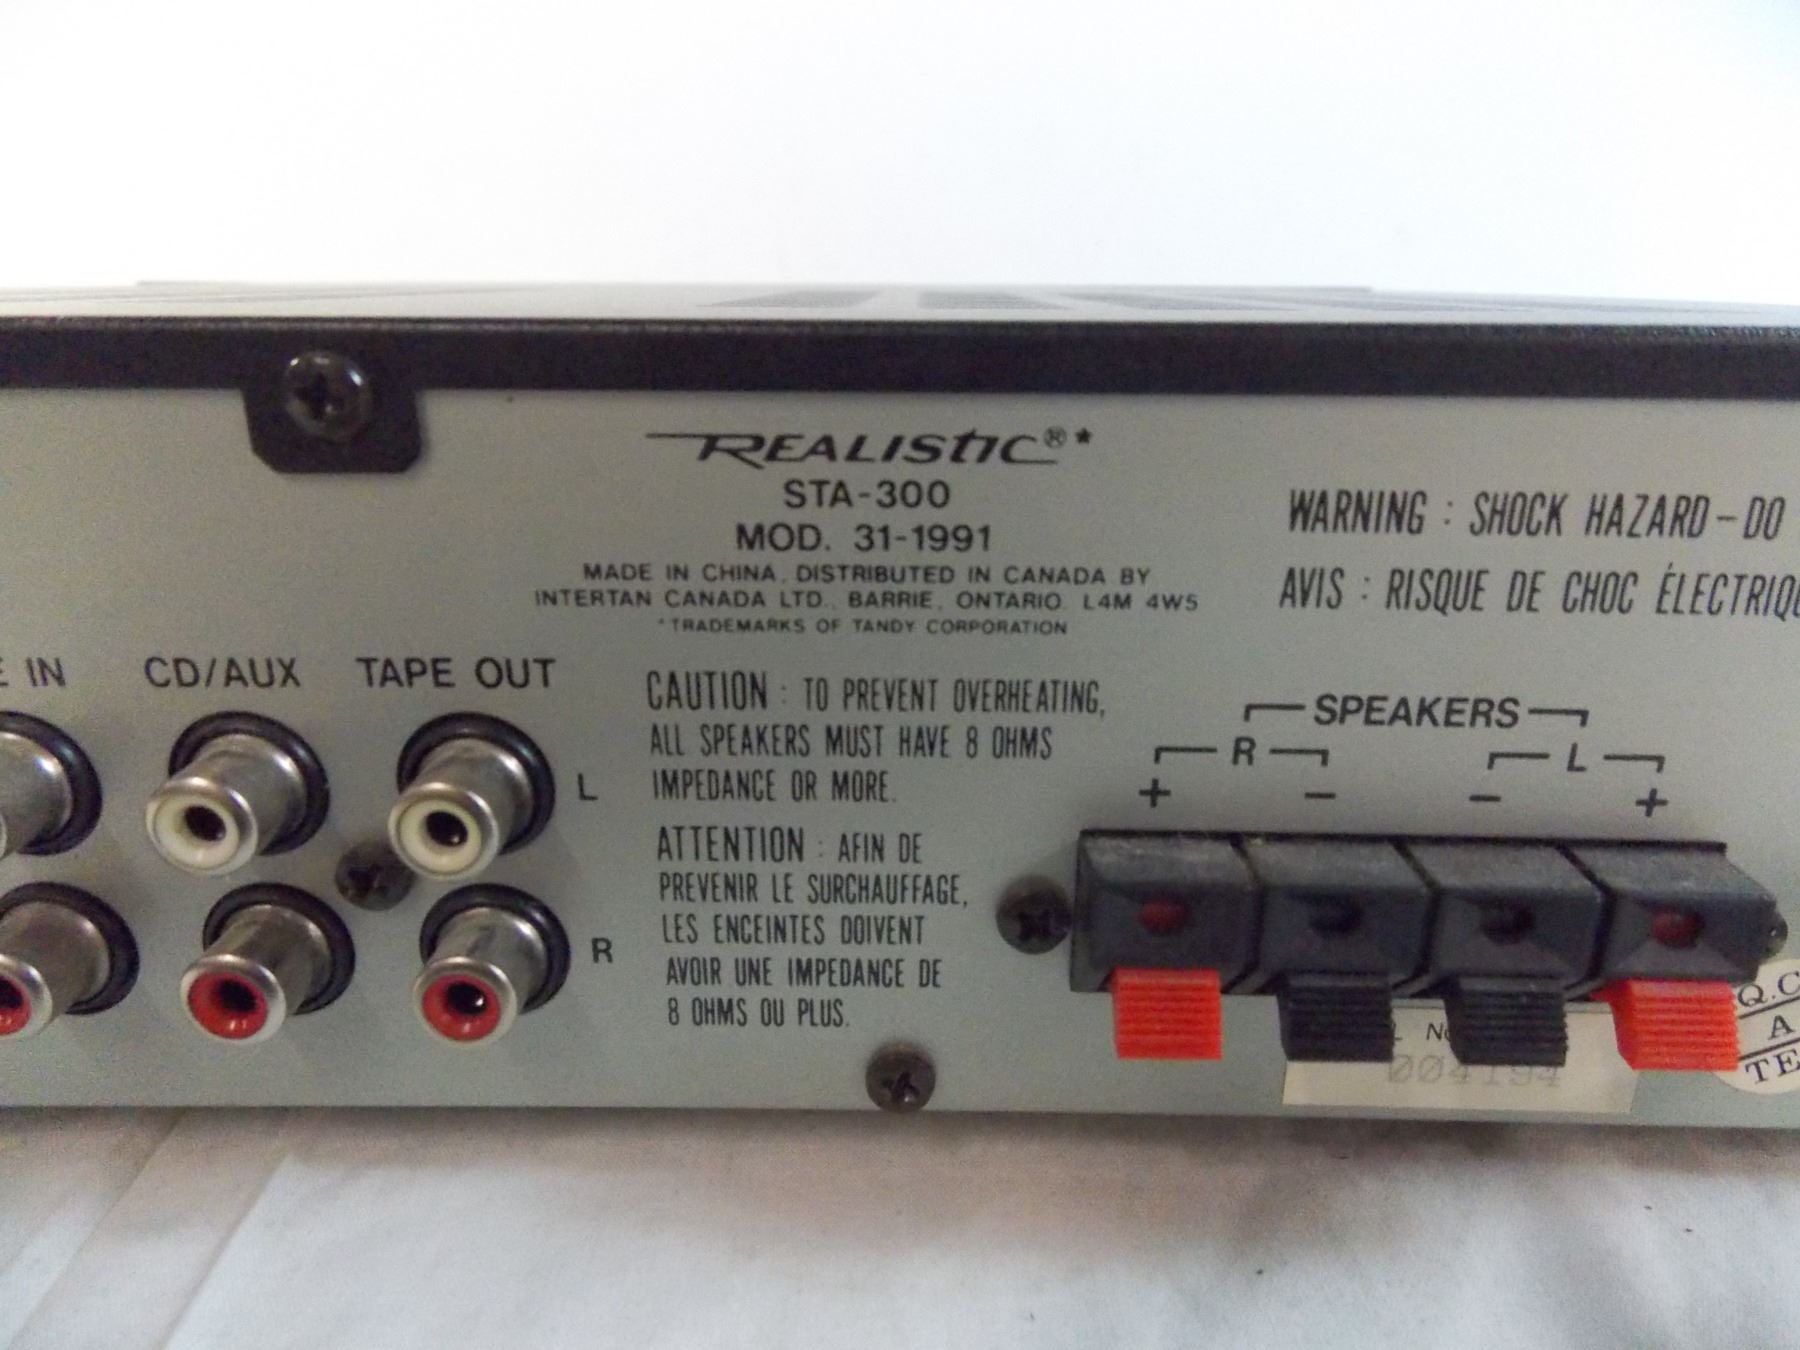 REALISTIC®*
STA-300
MOD. 31-1991
MADE IN CHINA. DISTRIBUTED IN CANADA BY
INTERTAN CANADA LTD., BARRIE, ONTARIO L4M 4W5
*TRADEMARKS OF TANDY CORPORATION
WARNING : SHOCK HAZARD – DO
AVIS : RISQUE DE CHOC ÉLECTRIQU
IN
CD/AUX
TAPE OUT
L
R
CAUTION : TO PREVENT OVERHEATING,
ALL SPEAKERS MUST HAVE 8 OHMS
IMPEDANCE OR MORE.
ATTENTION : AFIN DE
PREVENIR LE SURCHAUFFAGE,
LES ENCEINTES DOIVENT
AVOIR UNE IMPEDANCE DE
8 OHMS OU PLUS.
SPEAKERS
R L
+ – – +
004194
Q.C
A
TE